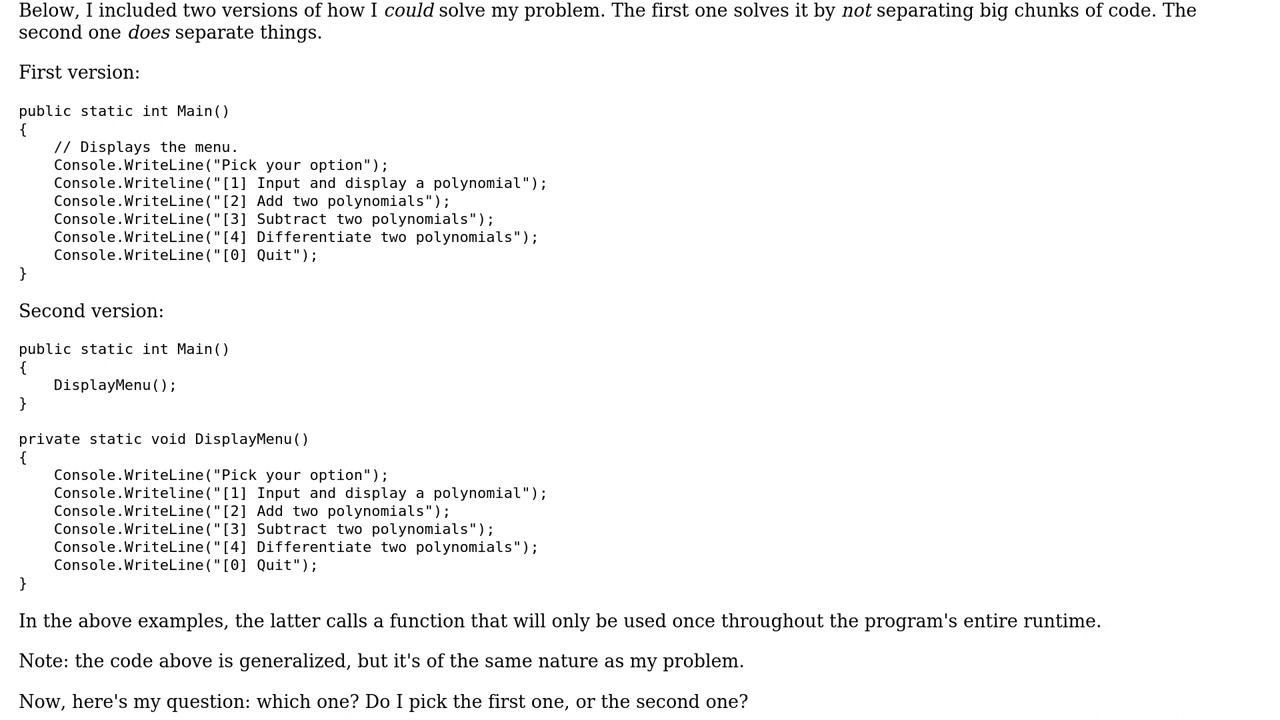 Below, I included two versions of how I could solve my problem. The first one solves it by not separating big chunks of code. The
second one does separate things.
First version:
public static int Main()
{
    // Displays the menu.
    Console.WriteLine("Pick your option");
    Console.Writeline("[1] Input and display a polynomial");
    Console.WriteLine("[2] Add two polynomials");
    Console.WriteLine("[3] Subtract two polynomials");
    Console.WriteLine("[4] Differentiate two polynomials");
    Console.WriteLine("[0] Quit");
}
Second version:
public static int Main()
{
    DisplayMenu();
}
private static void DisplayMenu()
{
    Console.WriteLine("Pick your option");
    Console.Writeline("[1] Input and display a polynomial");
    Console.WriteLine("[2] Add two polynomials");
    Console.WriteLine("[3] Subtract two polynomials");
    Console.WriteLine("[4] Differentiate two polynomials");
    Console.WriteLine("[0] Quit");
}
In the above examples, the latter calls a function that will only be used once throughout the program's entire runtime.
Note: the code above is generalized, but it's of the same nature as my problem.
Now, here's my question: which one? Do I pick the first one, or the second one?